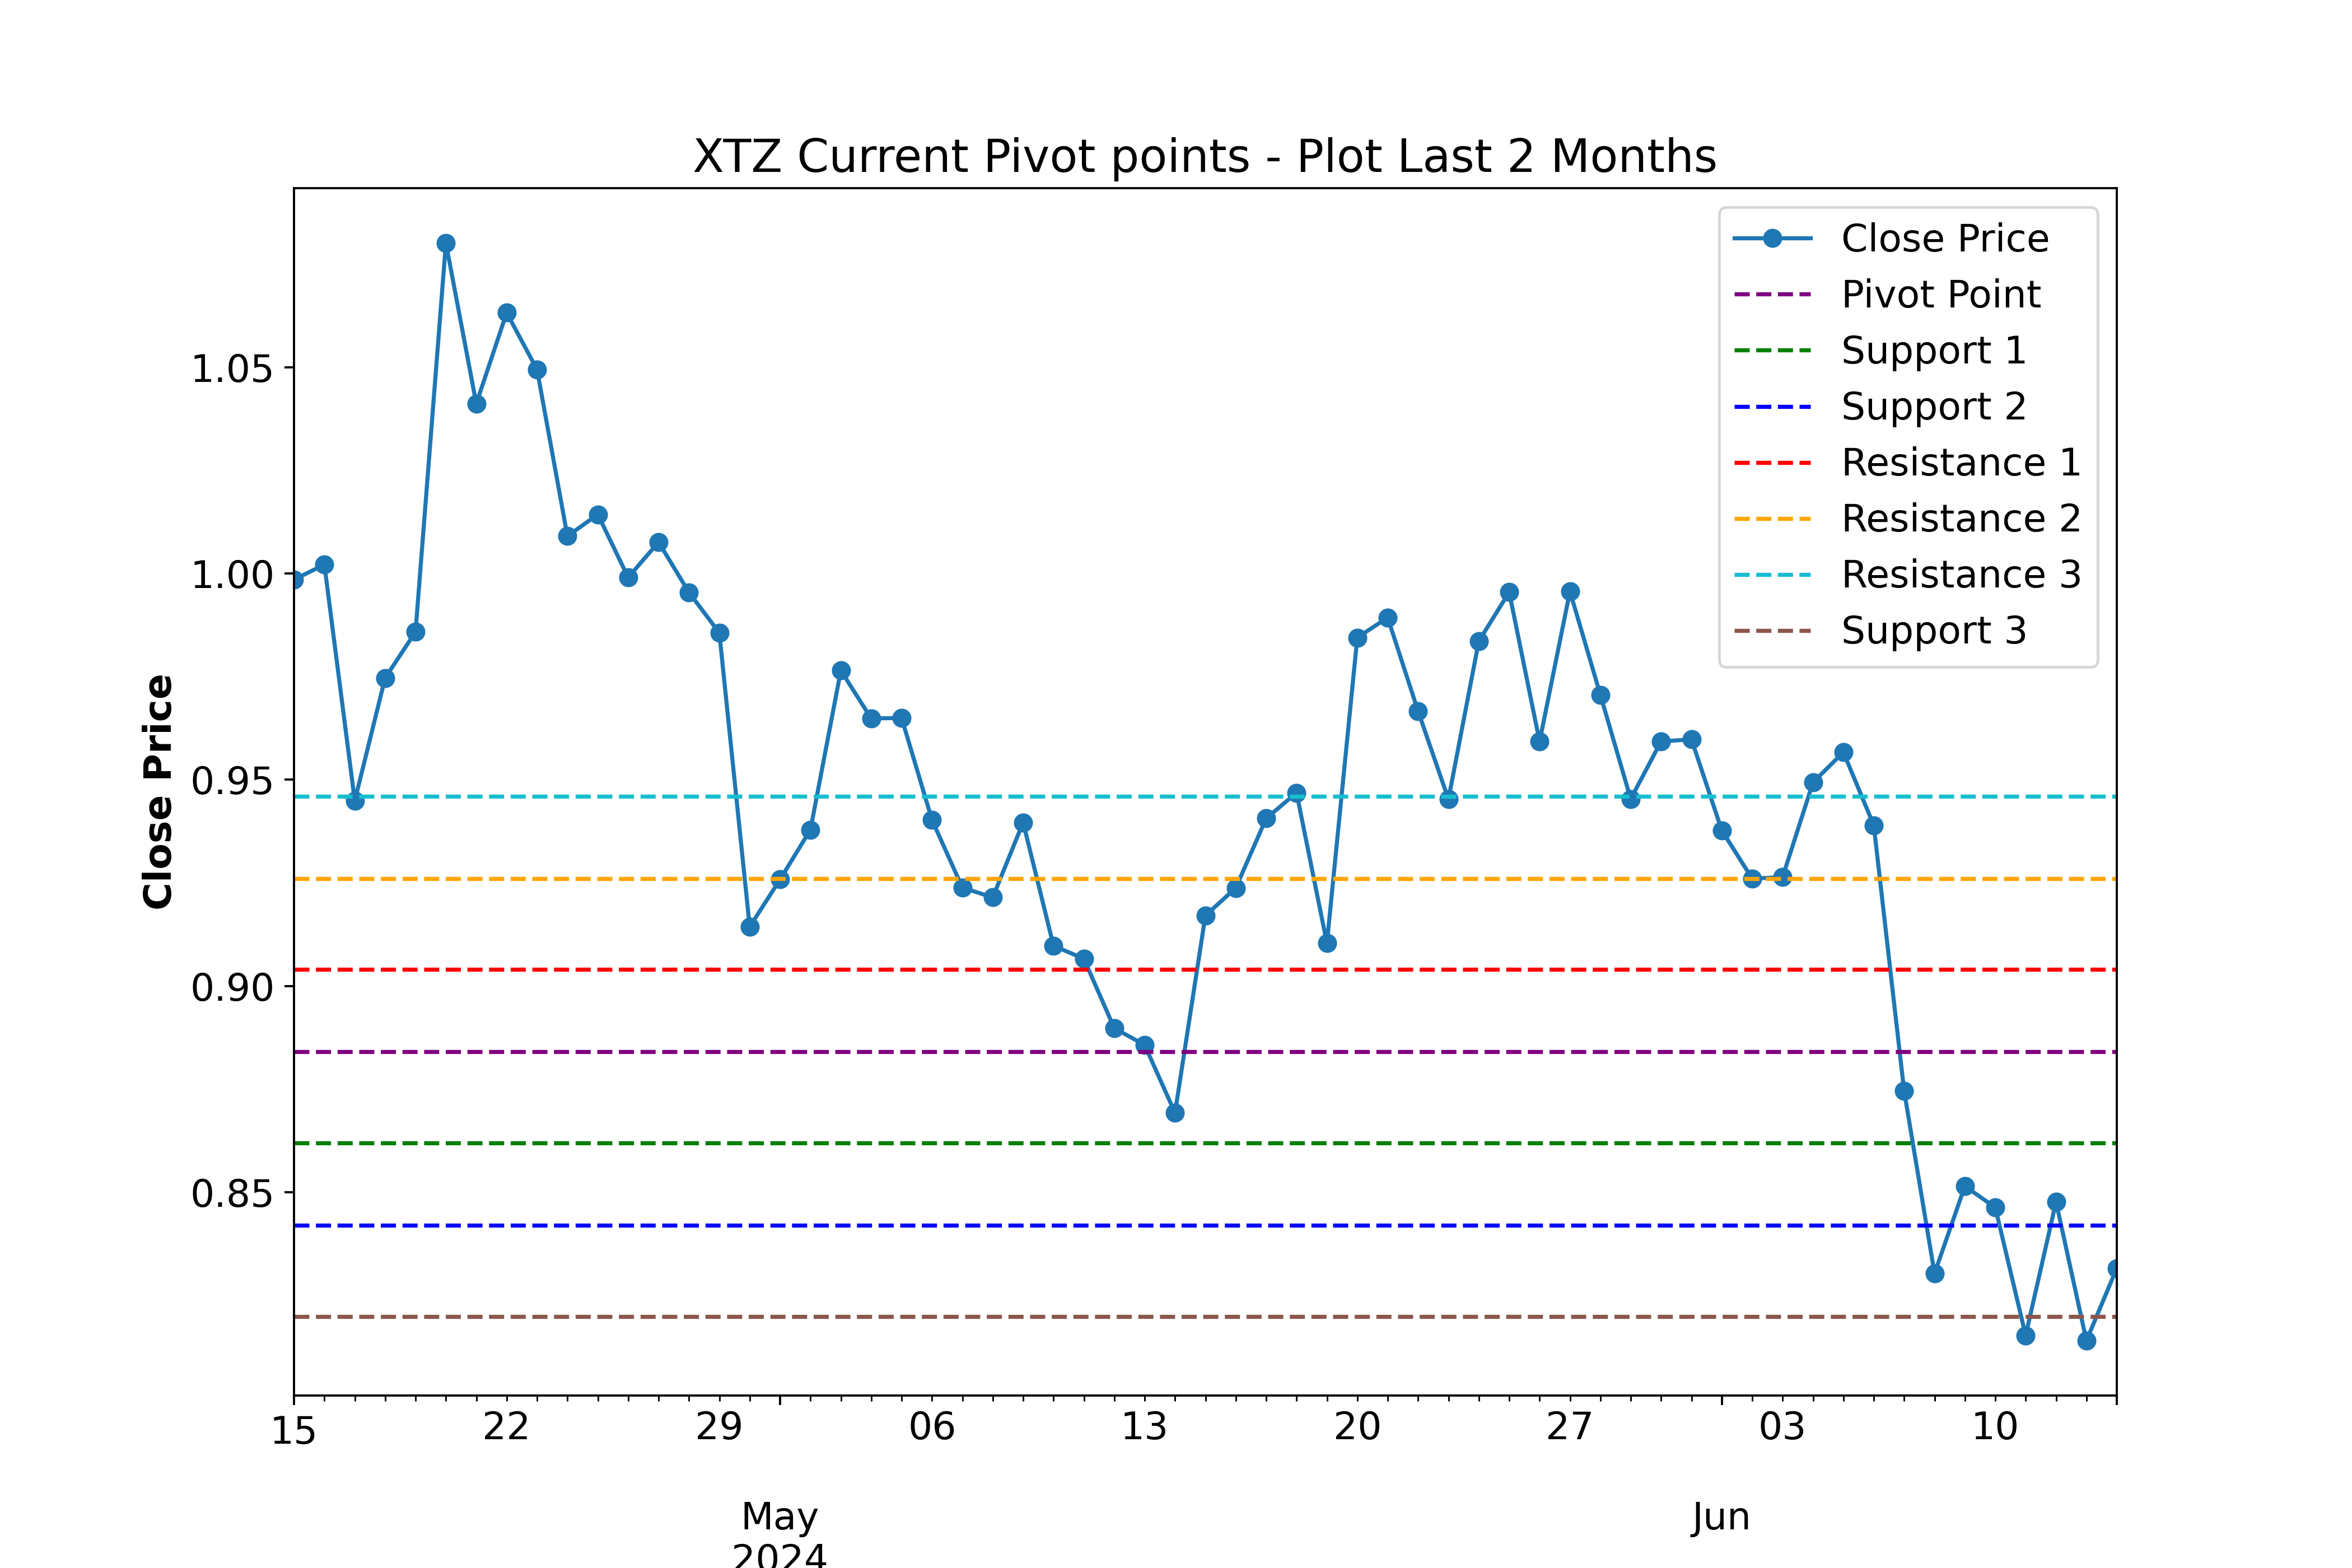 XTZ Current Pivot points - Plot Last 2 Months
Close Price
Pivot Point
Support 1
Support 2
Resistance 1
Resistance 2
Resistance 3
Support 3
Close Price
1.05
1.00
0.95
0.90
0.85
15 22 29 06 13 20 27 03 10
May Jun
2024